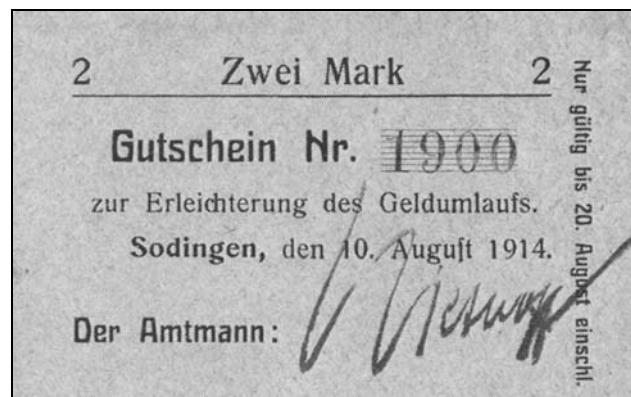 2 Zwei Mark 2
Gutschein Nr. 1900
zur Erleichterung des Geldumlaufs.
Sodingen, den 10. Auguſt 1914.
Der Amtmann:
Nur gültig bis 20. August einschl.